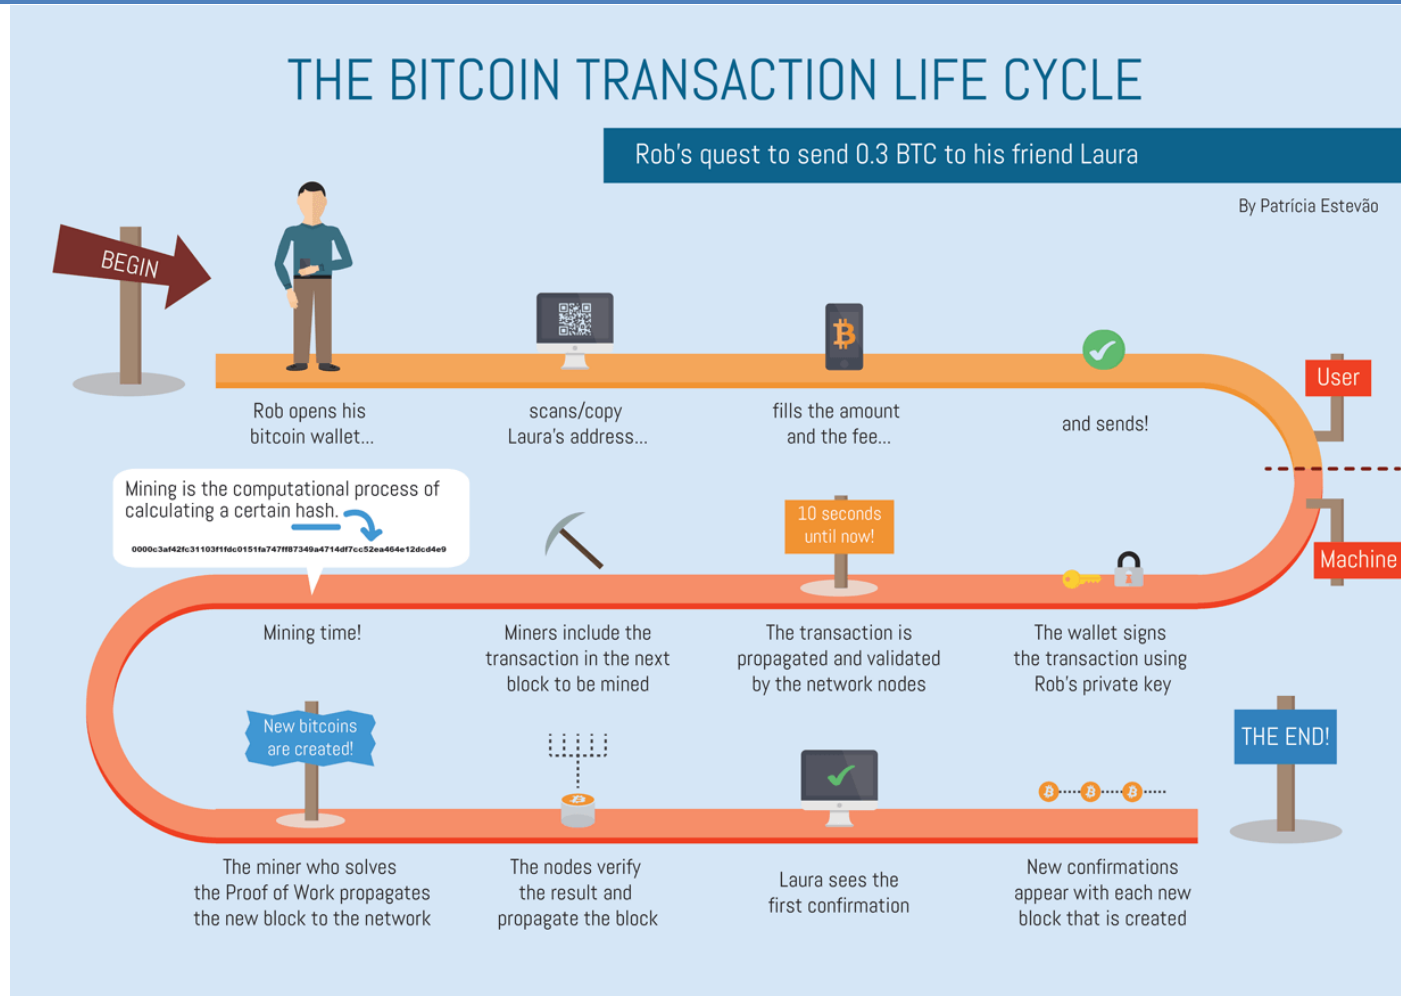 THE BITCOIN TRANSACTION LIFE CYCLE
Rob's quest to send 0.3 BTC to his friend Laura
By Patrícia Estevão
BEGIN
Rob opens his
bitcoin wallet...
scans/copy
Laura's address...
fills the amount
and the fee...
and sends!
User
Machine
The wallet signs
the transaction using
Rob's private key
10 seconds
until now!
The transaction is
propagated and validated
by the network nodes
Miners include the
transaction in the next
block to be mined
Mining is the computational process of
calculating a certain hash.
0000c3af42fc31103f1fdc0151fa747ff87349a4714df7cc52ea464e12dcd4e9
Mining time!
New bitcoins
are created!
The miner who solves
the Proof of Work propagates
the new block to the network
The nodes verify
the result and
propagate the block
Laura sees the
first confirmation
New confirmations
appear with each new
block that is created
THE END!